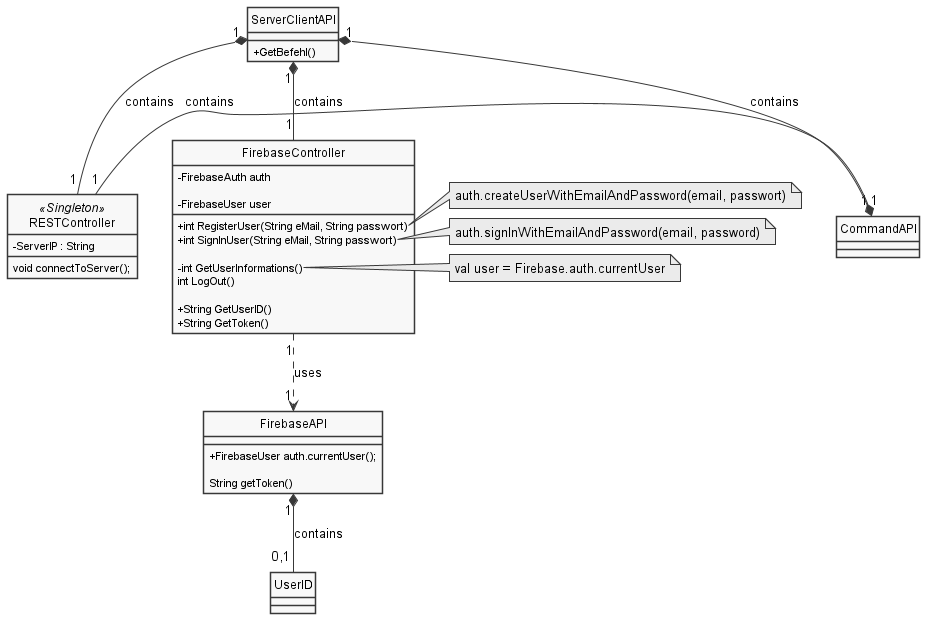 ServerClientAPI
+GetBefehl()
1
1
1
contains
contains
contains
contains
1
1
1
1
1
FirebaseController
-FirebaseAuth auth
-FirebaseUser user
+int RegisterUser(String eMail, String passwort)
+int SignInUser(String eMail, String passwort)
-int GetUserInformations()
int LogOut()
+String GetUserID()
+String GetToken()
auth.createUserWithEmailAndPassword(email, passwort)
auth.signInWithEmailAndPassword(email, password)
val user = Firebase.auth.currentUser
«Singleton»
RESTController
-ServerIP : String
void connectToServer();
CommandAPI
1
uses
1
FirebaseAPI
+FirebaseUser auth.currentUser();
String getToken()
1
contains
0,1
UserID